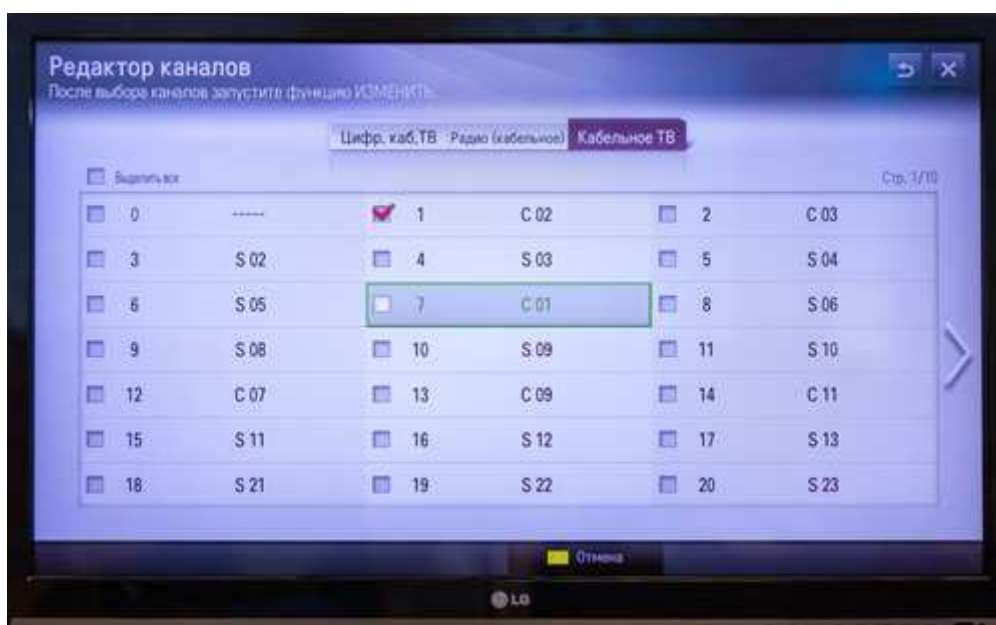 Редактор каналов
После выбора каналов запустите функцию ИЗМЕНИТЬ.
Цифр. каб.ТВ Радио (кабельное) Кабельное ТВ
Выделить все Стр. 1/10
0 ----- 1 C 02 2 C 03
3 S 02 4 S 03 5 S 04
6 S 05 7 C 01 8 S 06
9 S 08 10 S 09 11 S 10
12 C 07 13 C 09 14 C 11
15 S 11 16 S 12 17 S 13
18 S 21 19 S 22 20 S 23
Отмена
LG